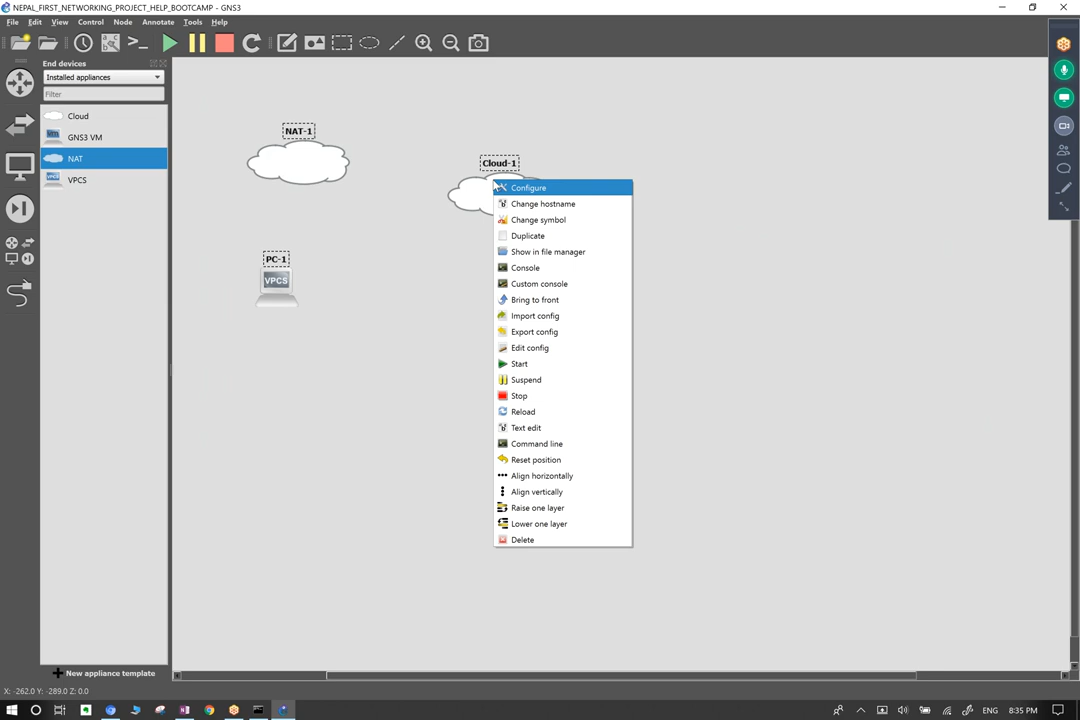 NEPAL_FIRST_NETWORKING_PROJECT_HELP_BOOTCAMP - GNS3
File Edit View Control Node Annotate Tools Help
End devices
Installed appliances
Filter
Cloud
GNS3 VM
NAT
VPCS
NAT-1
Cloud-1
PC-1
VPCS
Configure
Change hostname
Change symbol
Duplicate
Show in file manager
Console
Custom console
Bring to front
Import config
Export config
Edit config
Start
Suspend
Stop
Reload
Text edit
Command line
Reset position
Align horizontally
Align vertically
Raise one layer
Lower one layer
Delete
New appliance template
X: -262.0 Y: -289.0 Z: 0.0
ENG 8:35 PM